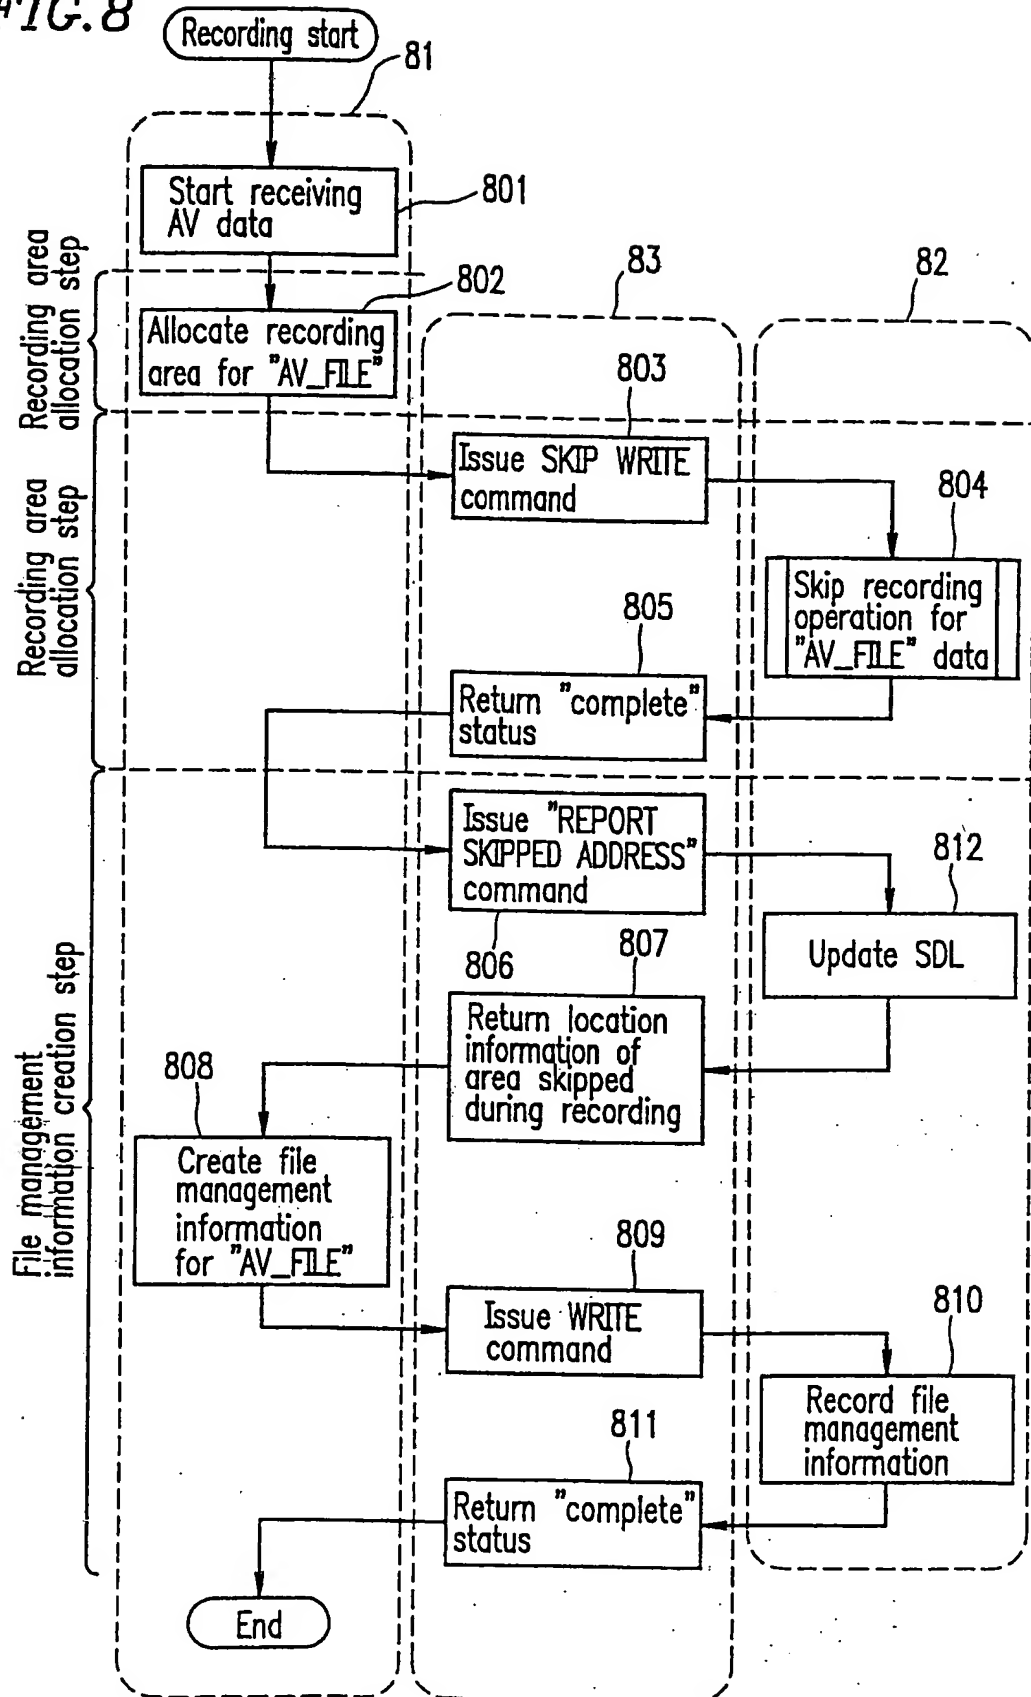 FIG. 8
Recording start
81
Start receiving
AV data
801
Recording area
allocation step
802
Allocate recording
area for "AV_FILE"
83
82
Recording area
allocation step
803
Issue SKIP WRITE
command
804
Skip recording
operation for
"AV_FILE" data
805
Return "complete"
status
File management
information creation step
Issue "REPORT
SKIPPED ADDRESS"
command
806
812
Update SDL
807
Return location
information of
area skipped
during recording
808
Create file
management
information
for "AV_FILE"
809
Issue WRITE
command
810
Record file
management
information
811
Return "complete"
status
End